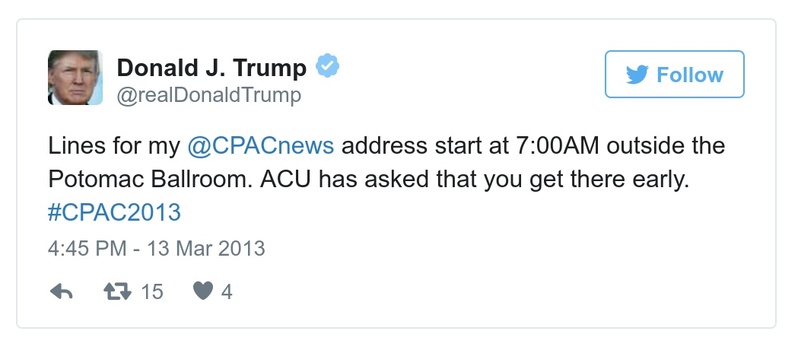 Donald J. Trump
@realDonaldTrump
Follow
Lines for my @CPACnews address start at 7:00AM outside the
Potomac Ballroom. ACU has asked that you get there early.
#CPAC2013
4:45 PM - 13 Mar 2013
15 4